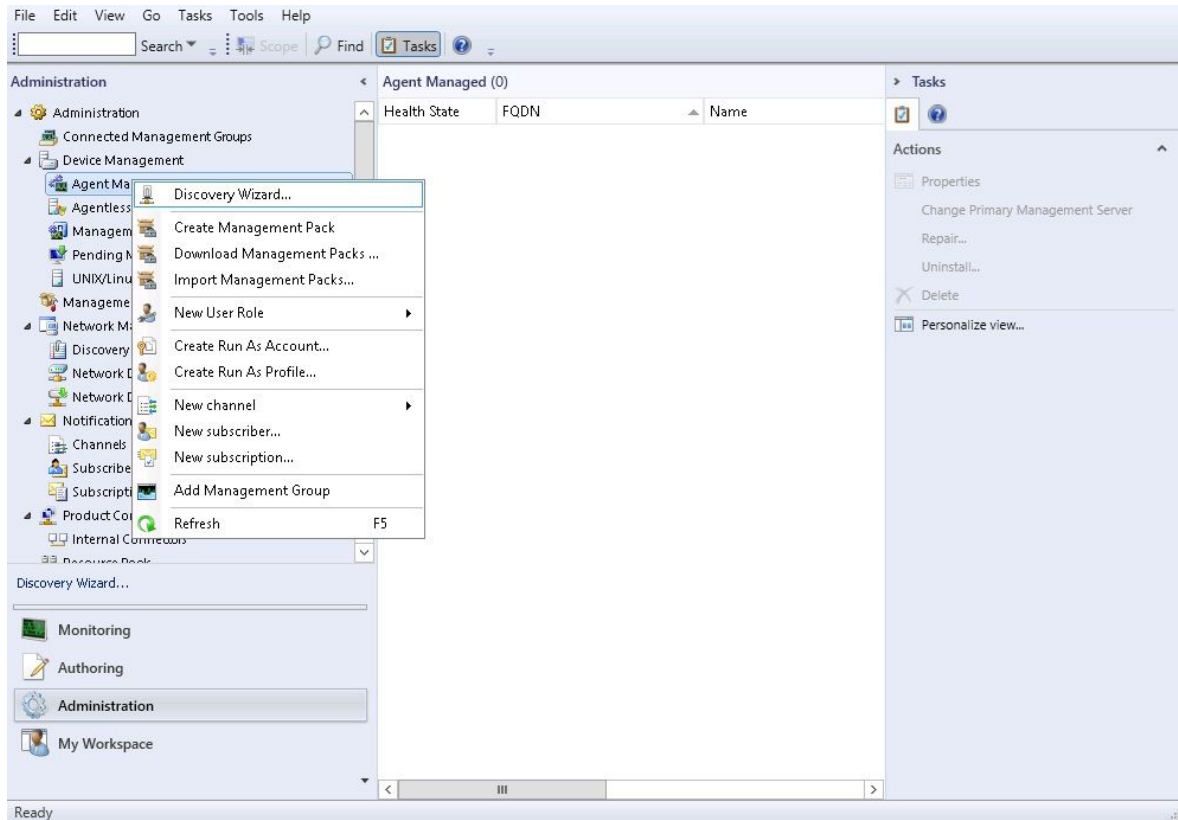 File Edit View Go Tasks Tools Help
Search Scope Find Tasks
Administration
Administration
Connected Management Groups
Device Management
Agent Ma
Agentless
Managem
Pending M
UNIX/Linu
Manageme
Network Ma
Discovery
Network D
Network D
Notification
Channels
Subscribe
Subscripti
Product Co
Internal Connectors
Resource Pools
Discovery Wizard...
Create Management Pack
Download Management Packs ...
Import Management Packs...
New User Role
Create Run As Account...
Create Run As Profile...
New channel
New subscriber...
New subscription...
Add Management Group
Refresh F5
Discovery Wizard...
Monitoring
Authoring
Administration
My Workspace
Agent Managed (0)
Health State FQDN Name
Tasks
Actions
Properties
Change Primary Management Server
Repair...
Uninstall...
Delete
Personalize view...
Ready